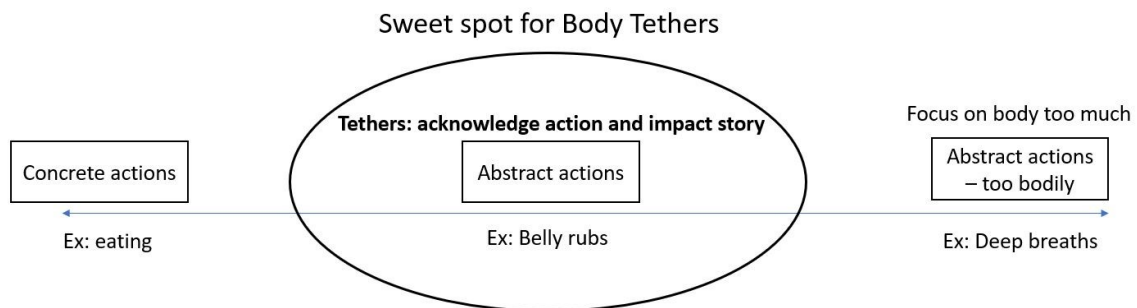 Sweet spot for Body Tethers
Tethers: acknowledge action and impact story
Focus on body too much
Concrete actions
Abstract actions
Abstract actions
– too bodily
Ex: eating
Ex: Belly rubs
Ex: Deep breaths